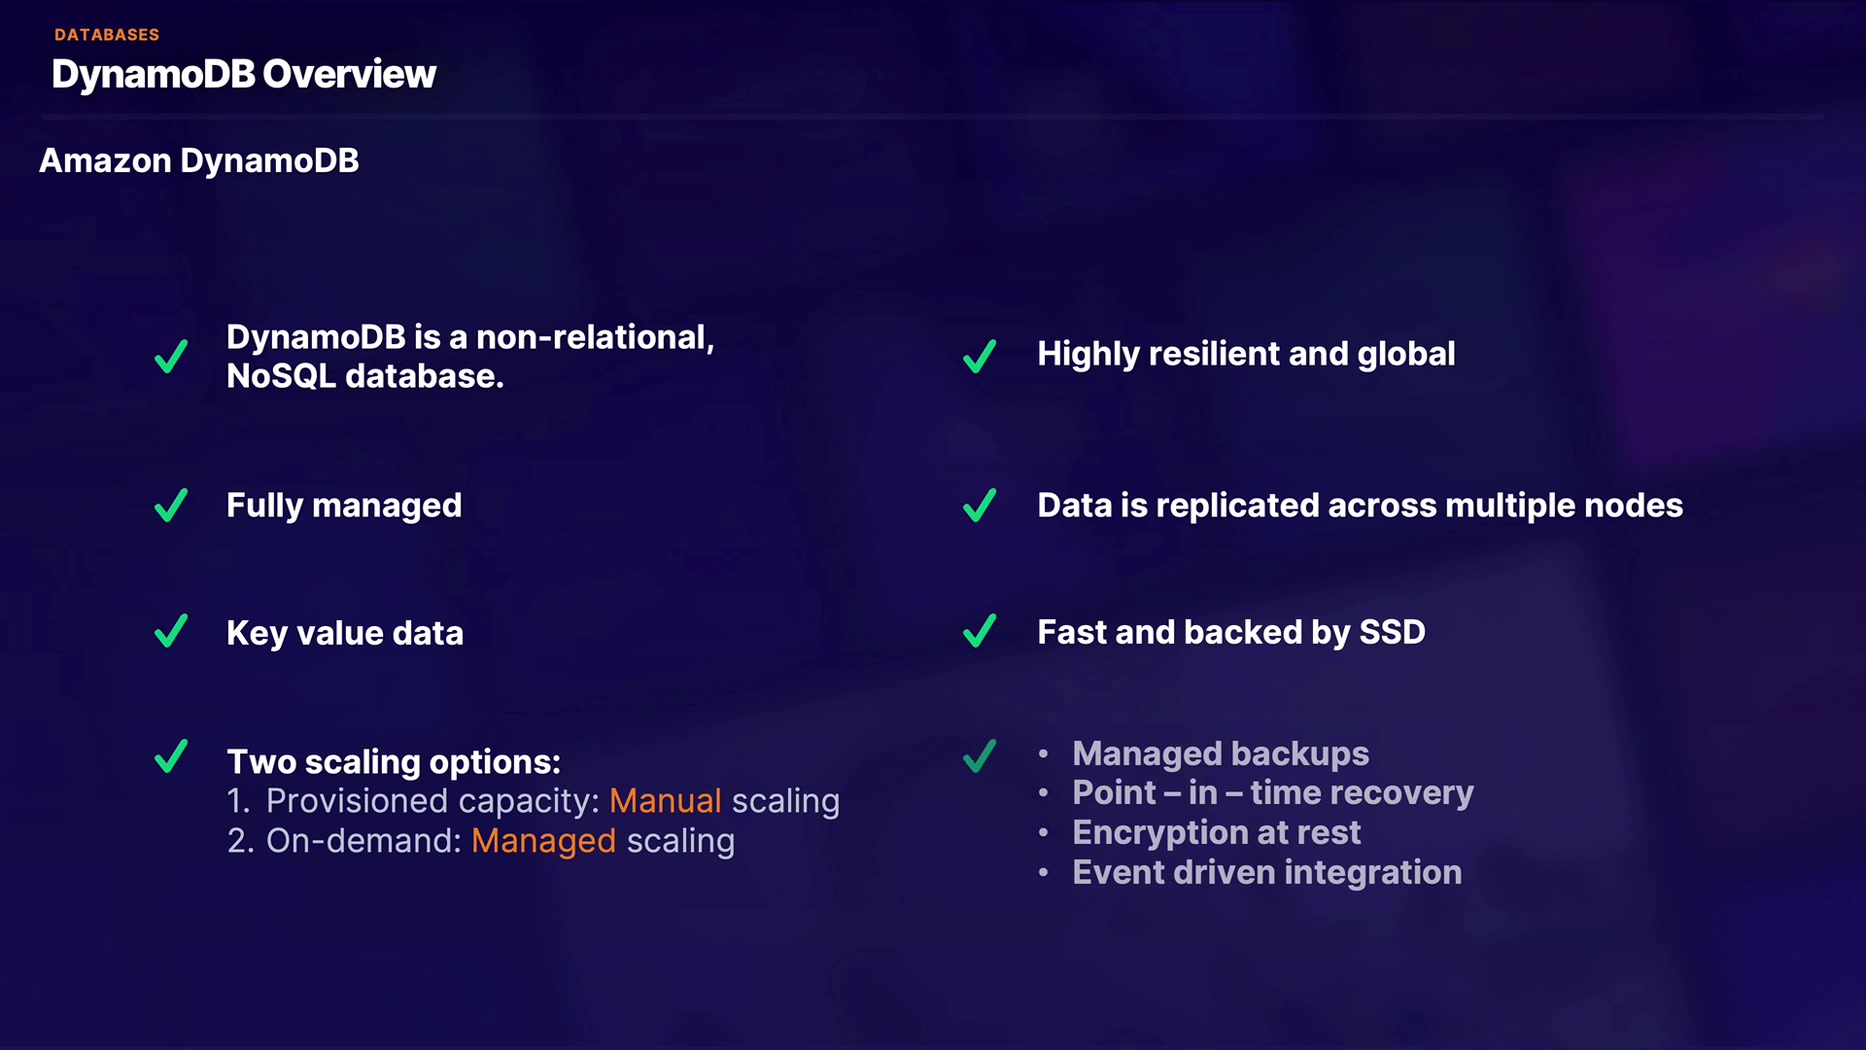 DATABASES
DynamoDB Overview
Amazon DynamoDB
DynamoDB is a non-relational,
NoSQL database.
Fully managed
Key value data
Two scaling options:
1. Provisioned capacity: Manual scaling
2. On-demand: Managed scaling
Highly resilient and global
Data is replicated across multiple nodes
Fast and backed by SSD
• Managed backups
• Point – in – time recovery
• Encryption at rest
• Event driven integration